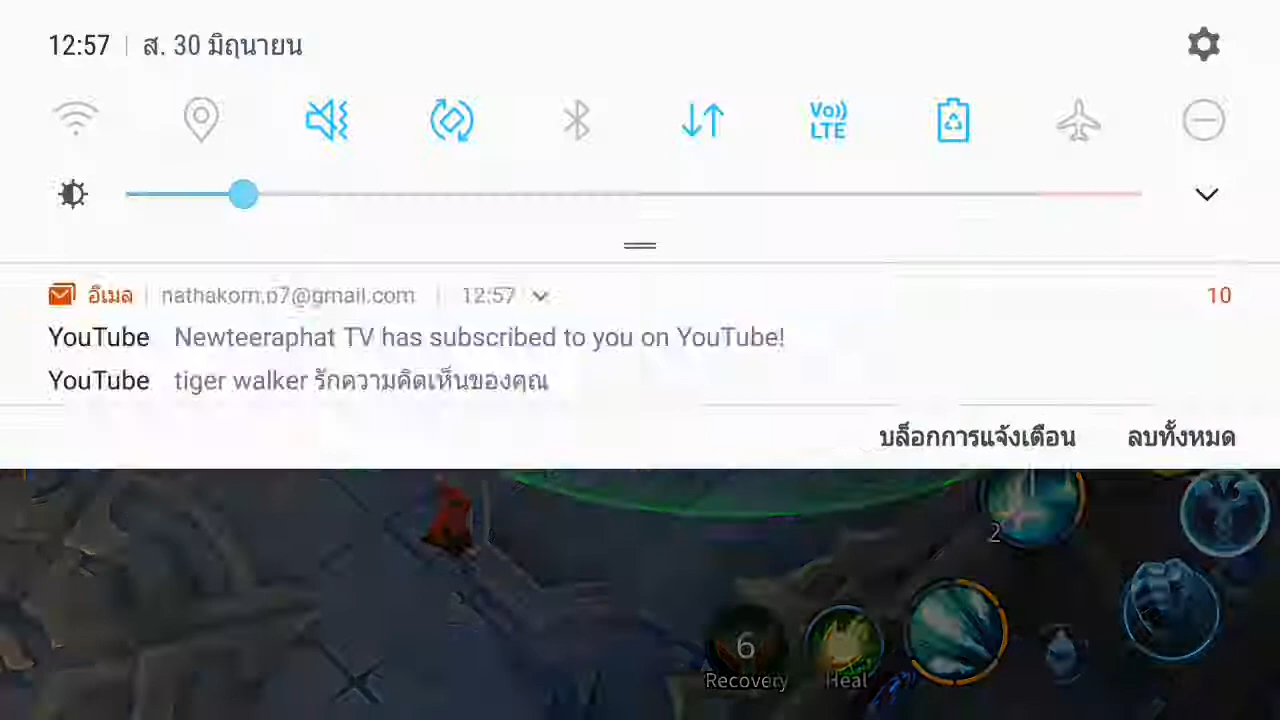 12:57 | ส. 30 มิถุนายน
Vo)) LTE
อีเมล | nathakorn.p7@gmail.com | 12:57 10
YouTube Newteeraphat TV has subscribed to you on YouTube!
YouTube tiger walker รักความคิดเห็นของคุณ
บล็อกการแจ้งเตือน ลบทั้งหมด
2
6
Recovery Heal